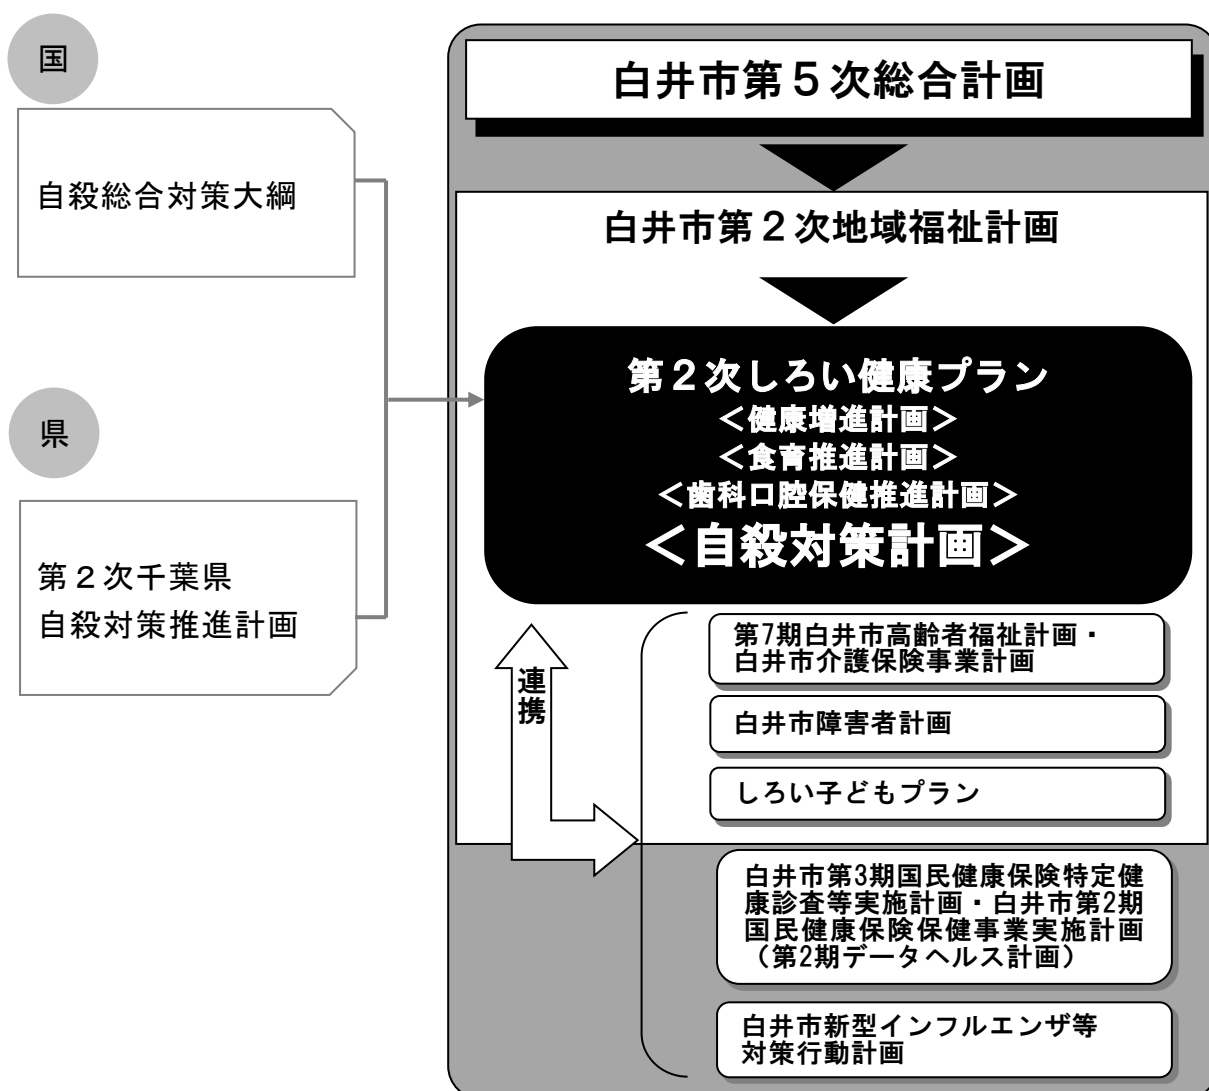 国
自殺総合対策大綱
県
第２次千葉県
自殺対策推進計画
白井市第５次総合計画
白井市第２次地域福祉計画
第２次しろい健康プラン
＜健康増進計画＞
＜食育推進計画＞
＜歯科口腔保健推進計画＞
＜自殺対策計画＞
連携
第7期白井市高齢者福祉計画・
白井市介護保険事業計画
白井市障害者計画
しろい子どもプラン
白井市第3期国民健康保険特定健
康診査等実施計画・白井市第2期
国民健康保険保健事業実施計画
（第2期データヘルス計画）
白井市新型インフルエンザ等
対策行動計画